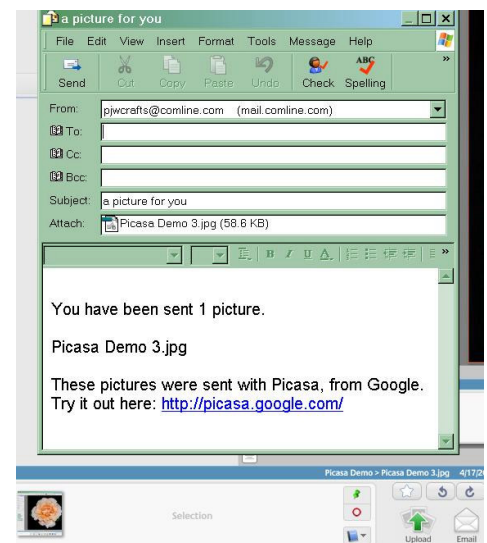 a picture for you
File Edit View Insert Format Tools Message Help
Send Cut Copy Paste Undo Check Spelling
From: pjwcrafts@comline.com (mail.comline.com)
To:
Cc:
Bcc:
Subject: a picture for you
Attach: Picasa Demo 3.jpg (58.6 KB)
You have been sent 1 picture.
Picasa Demo 3.jpg
These pictures were sent with Picasa, from Google.
Try it out here: http://picasa.google.com/
Picasa Demo > Picasa Demo 3.jpg 4/17/2
Selection
Upload Email